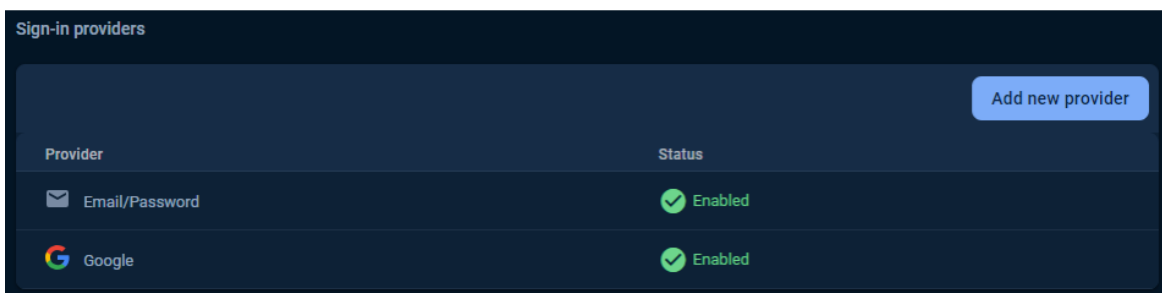 Sign-in providers
Add new provider
Provider Status
Email/Password Enabled
Google Enabled